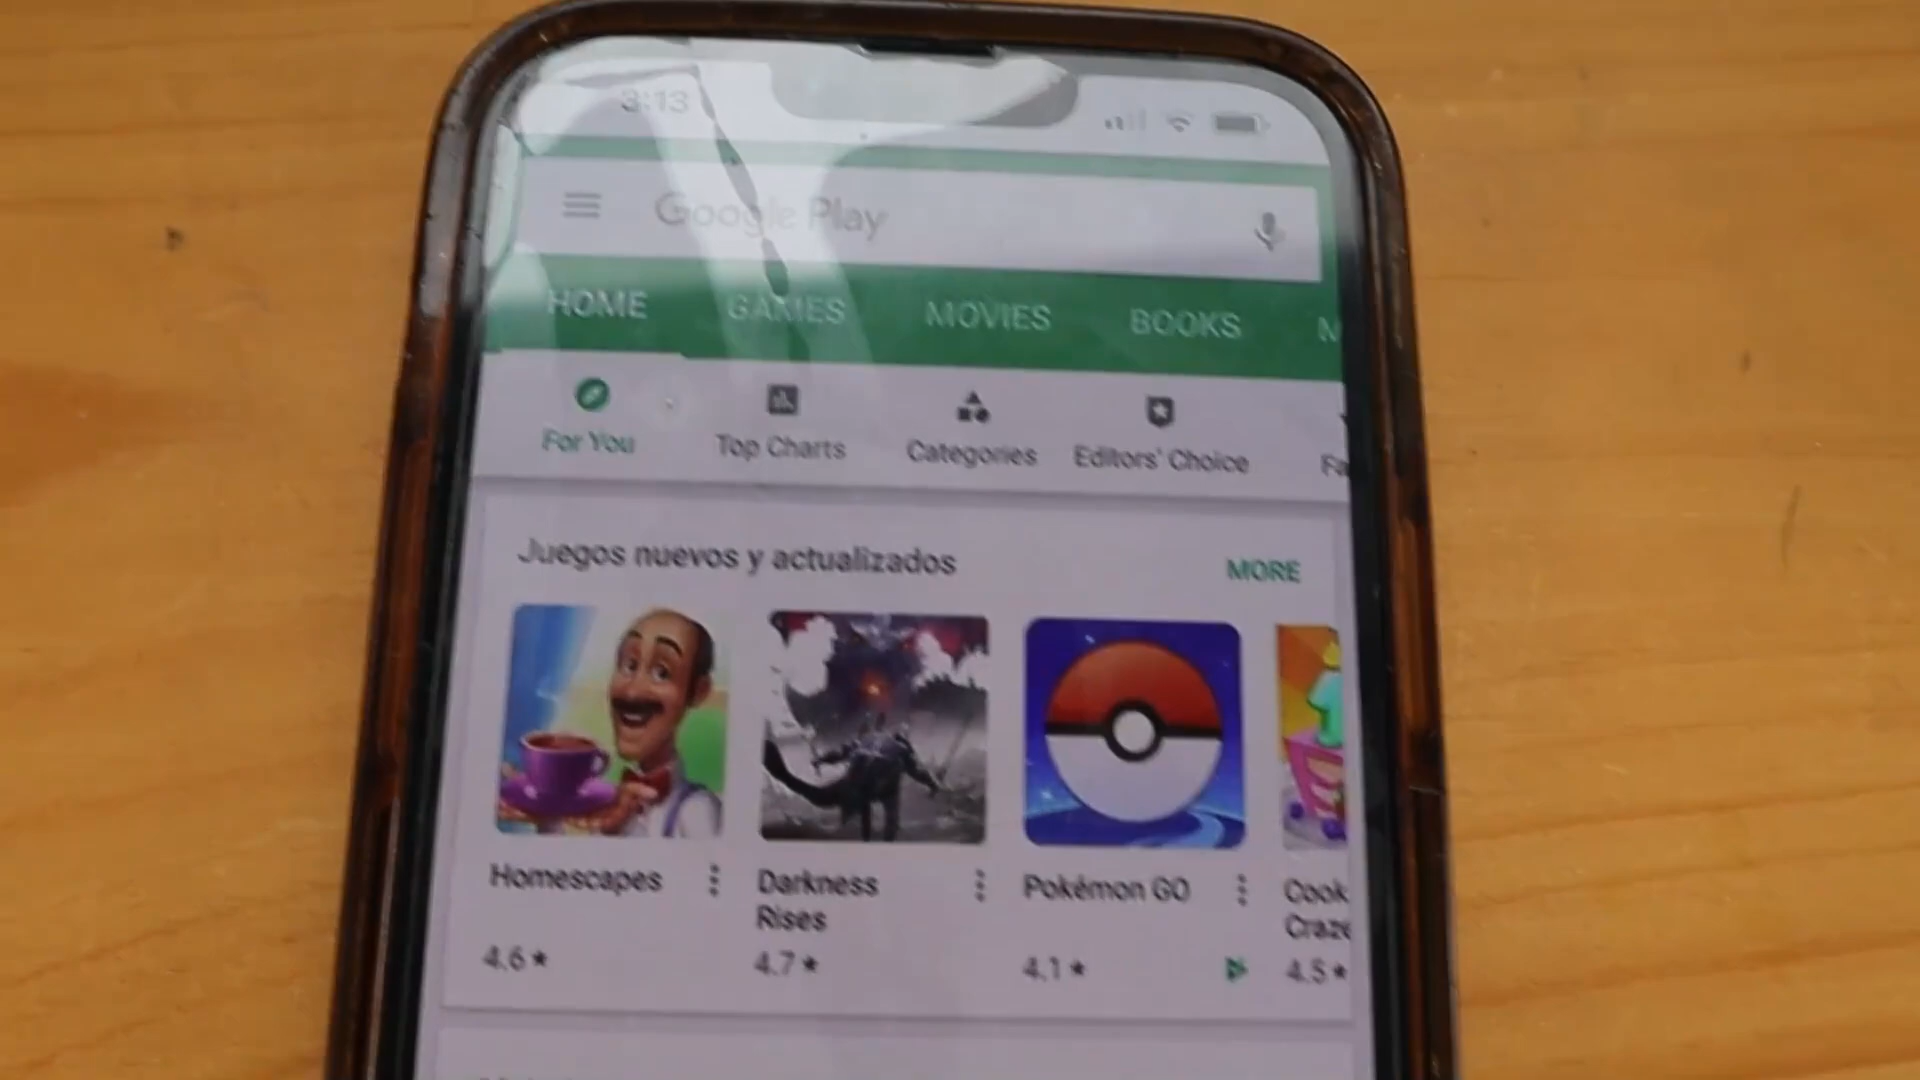 3:13
Google Play
HOME GAMES MOVIES BOOKS
For You Top Charts Categories Editors' Choice
Juegos nuevos y actualizados MORE
Homescapes Darkness Pokémon GO Cook
Rises Craze
4.6★ 4.7★ 4.1★ 4.5★